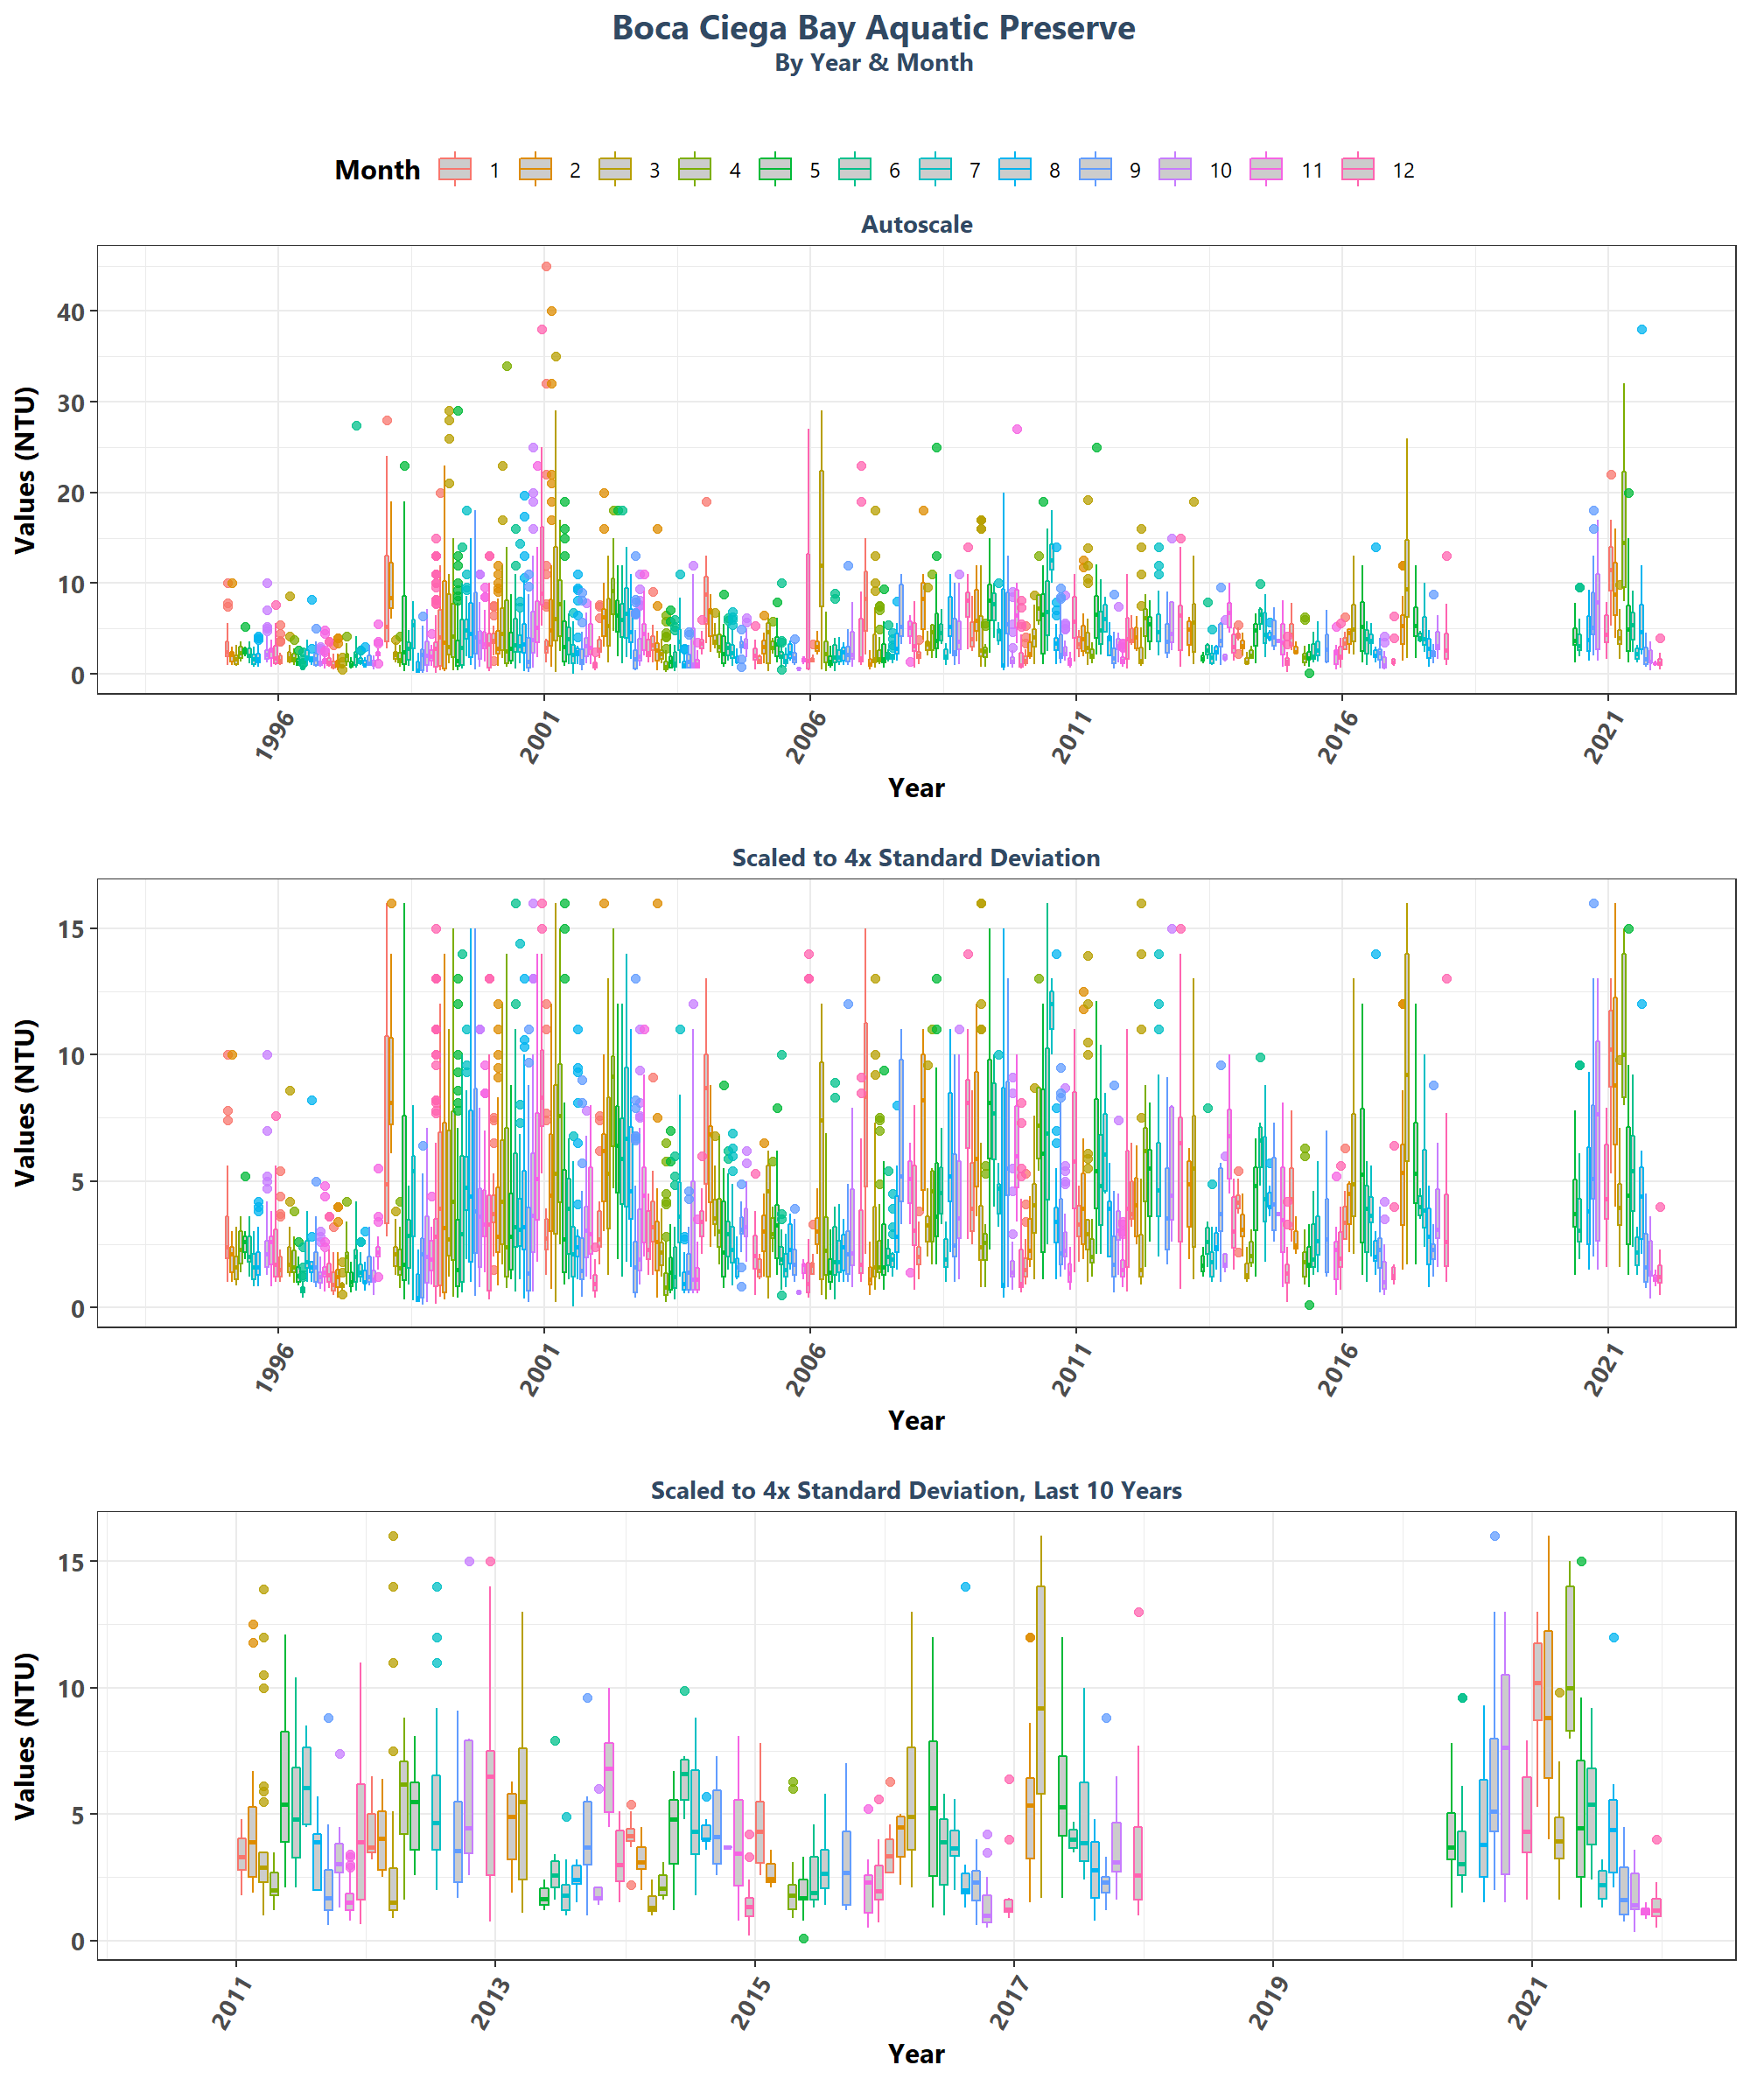 Boca Ciega Bay Aquatic Preserve
By Year & Month
Month 1 2 3 4 5 6 7 8 9 10 11 12
Autoscale
Values (NTU)
40
30
20
10
0
1996 2001 2006 2011 2016 2021
Year
Scaled to 4x Standard Deviation
Values (NTU)
15
10
5
0
1996 2001 2006 2011 2016 2021
Year
Scaled to 4x Standard Deviation, Last 10 Years
Values (NTU)
15
10
5
0
2011 2013 2015 2017 2019 2021
Year